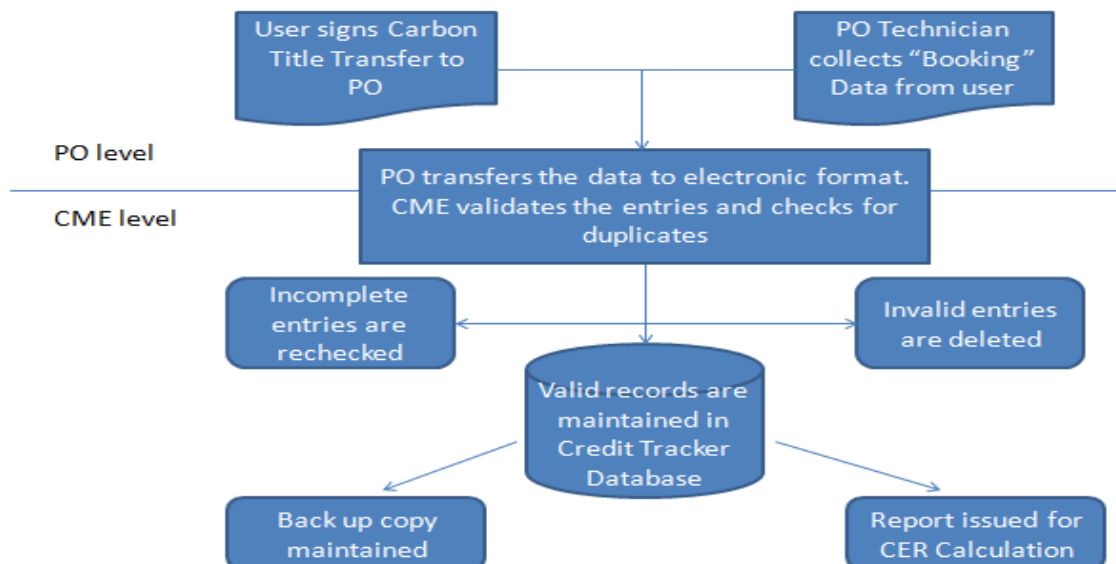 User signs Carbon
Title Transfer to
PO
PO Technician
collects “Booking”
Data from user
PO level
PO transfers the data to electronic format.
CME validates the entries and checks for
duplicates
CME level
Incomplete
entries are
rechecked
Invalid entries
are deleted
Valid records are
maintained in
Credit Tracker
Database
Back up copy
maintained
Report issued for
CER Calculation